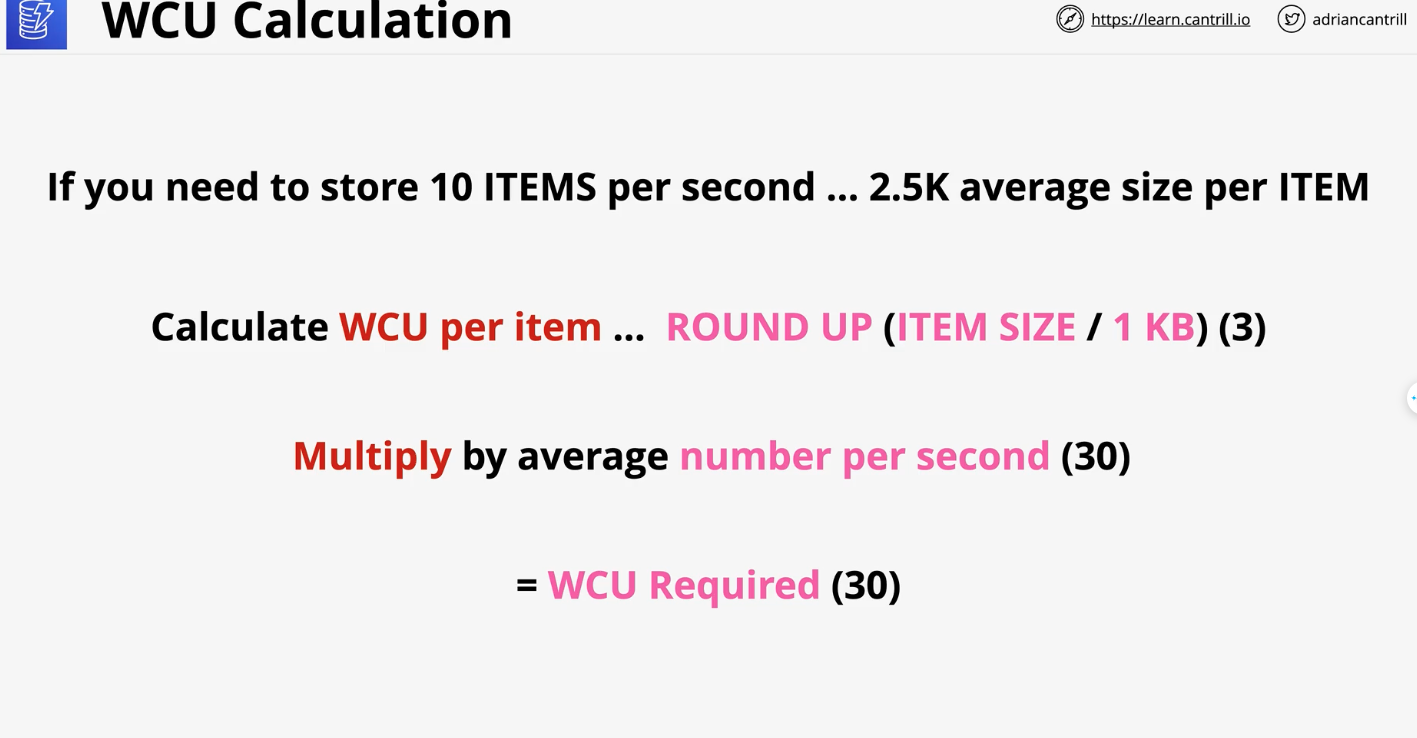 WCU Calculation
https://learn.cantrill.io
adriancantrill
If you need to store 10 ITEMS per second ... 2.5K average size per ITEM
Calculate WCU per item ... ROUND UP (ITEM SIZE / 1 KB) (3)
Multiply by average number per second (30)
= WCU Required (30)